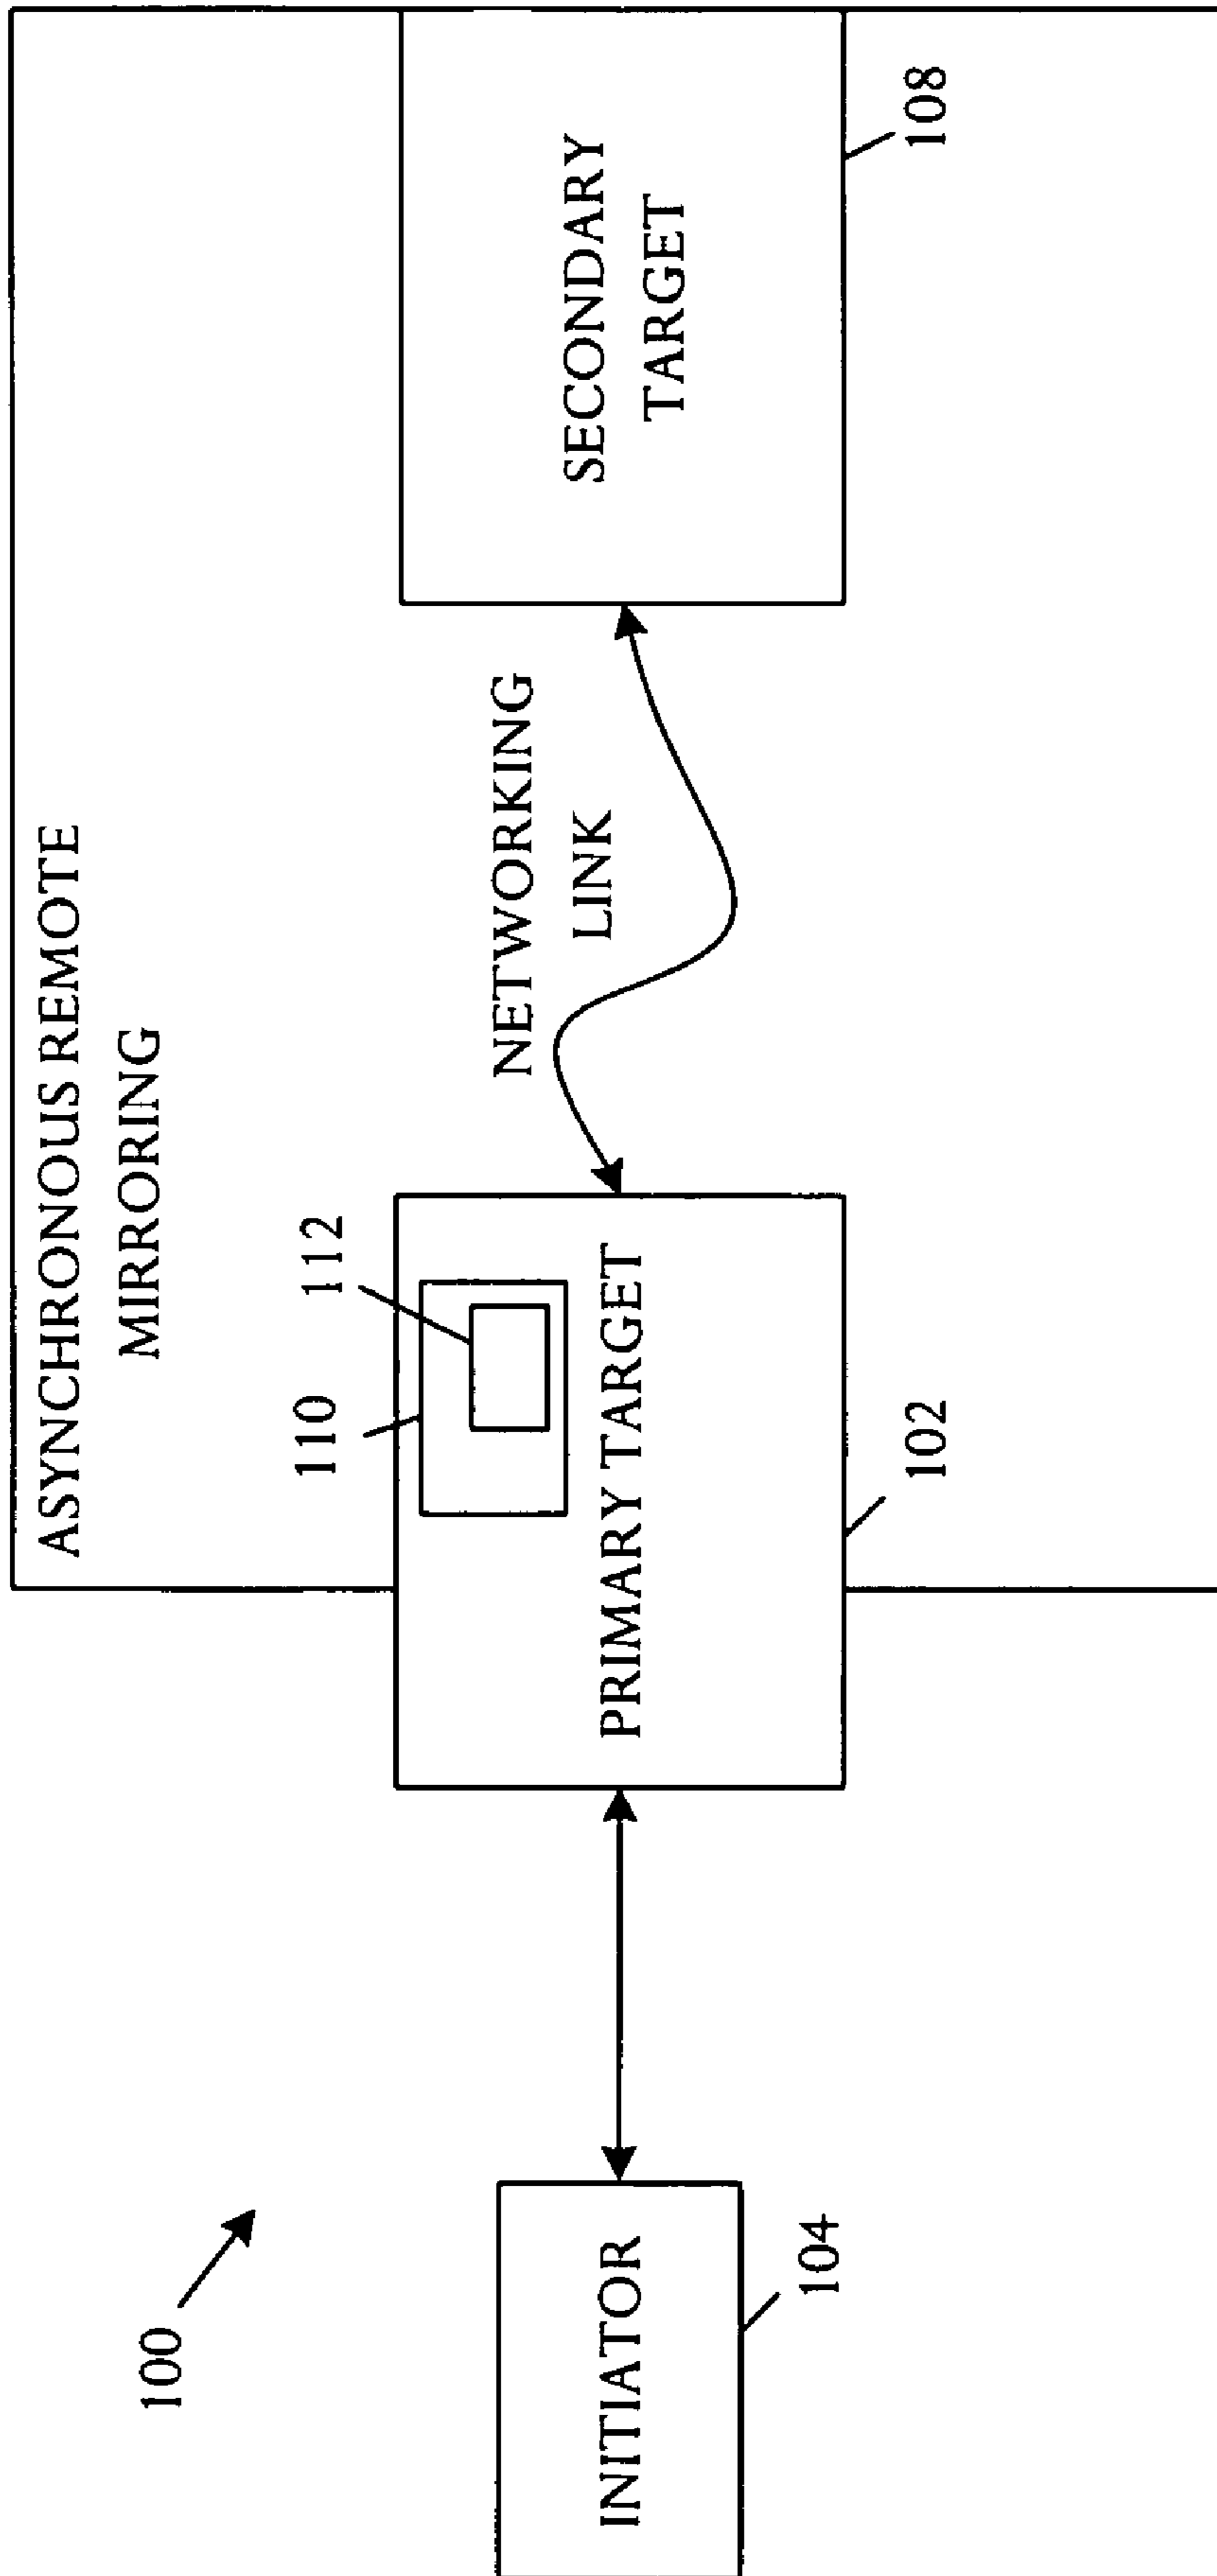 ASYNCHRONOUS REMOTE
MIRRORING
100
110
112
NETWORKING
LINK
INITIATOR
PRIMARY TARGET
SECONDARY
TARGET
104
102
108